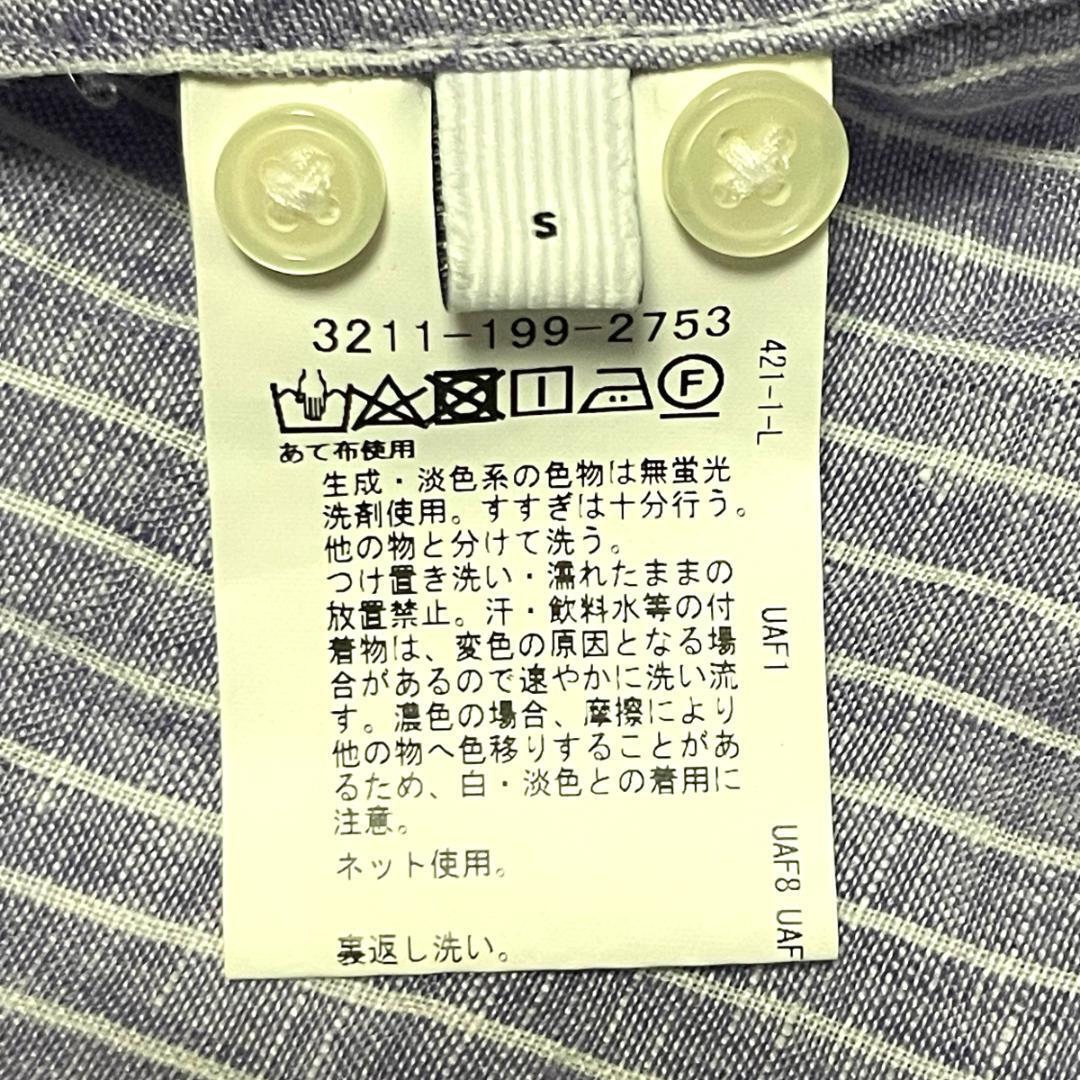 S
3211-199-2753
F
あて布使用
生成・淡色系の色物は無蛍光
洗剤使用。すすぎは十分行う。
他の物と分けて洗う。
つけ置き洗い・濡れたままの
放置禁止。汗・飲料水等の付
着物は、変色の原因となる場
合があるので速やかに洗い流
す。濃色の場合、摩擦により
他の物へ色移りすることがあ
るため、白・淡色との着用に
注意。
ネット使用。
裏返し洗い。
421-1-L
UAF1
UAF8 UAF